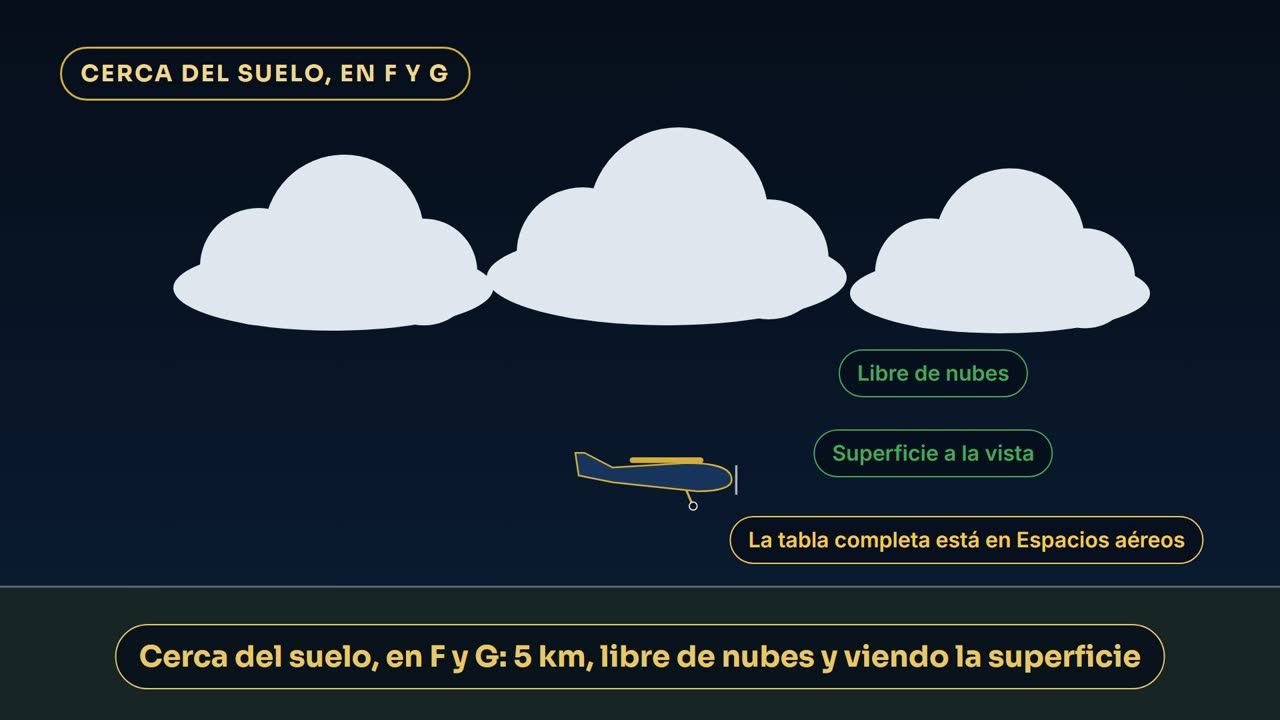 CERCA DEL SUELO, EN F Y G
Libre de nubes
Superficie a la vista
La tabla completa está en Espacios aéreos
Cerca del suelo, en F y G: 5 km, libre de nubes y viendo la superficie